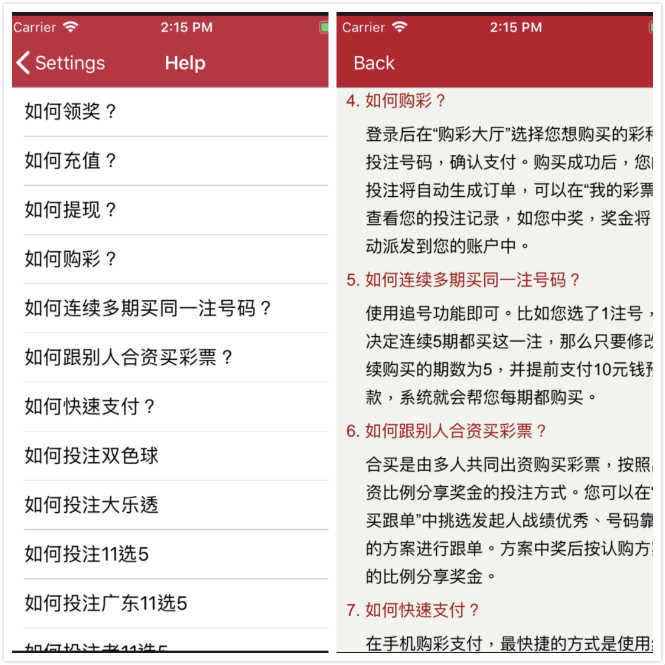 Carrier 2:15 PM
Settings Help
如何领奖？
如何充值？
如何提现？
如何购彩？
如何连续多期买同一注号码？
如何跟别人合资买彩票？
如何快速支付？
如何投注双色球
如何投注大乐透
如何投注11选5
如何投注广东11选5
如何投注老11选5
Carrier 2:15 PM
Back
4. 如何购彩？
登录后在“购彩大厅”选择您想购买的彩
投注号码，确认支付。购买成功后，您
投注将自动生成订单，可以在“我的彩票
查看您的投注记录，如您中奖，奖金将
动派发到您的账户中。
5. 如何连续多期买同一注号码？
使用追号功能即可。比如您选了1注号，
决定连续5期都买这一注，那么只要修改
续购买的期数为5，并提前支付10元钱预
款，系统就会帮您每期都购买。
6. 如何跟别人合资买彩票？
合买是由多人共同出资购买彩票，按照
资比例分享奖金的投注方式。您可以在“
买跟单”中挑选发起人战绩优秀、号码靠
的方案进行跟单。方案中奖后按认购方
的比例分享奖金。
7. 如何快速支付？
在手机购彩支付，最快捷的方式是使用